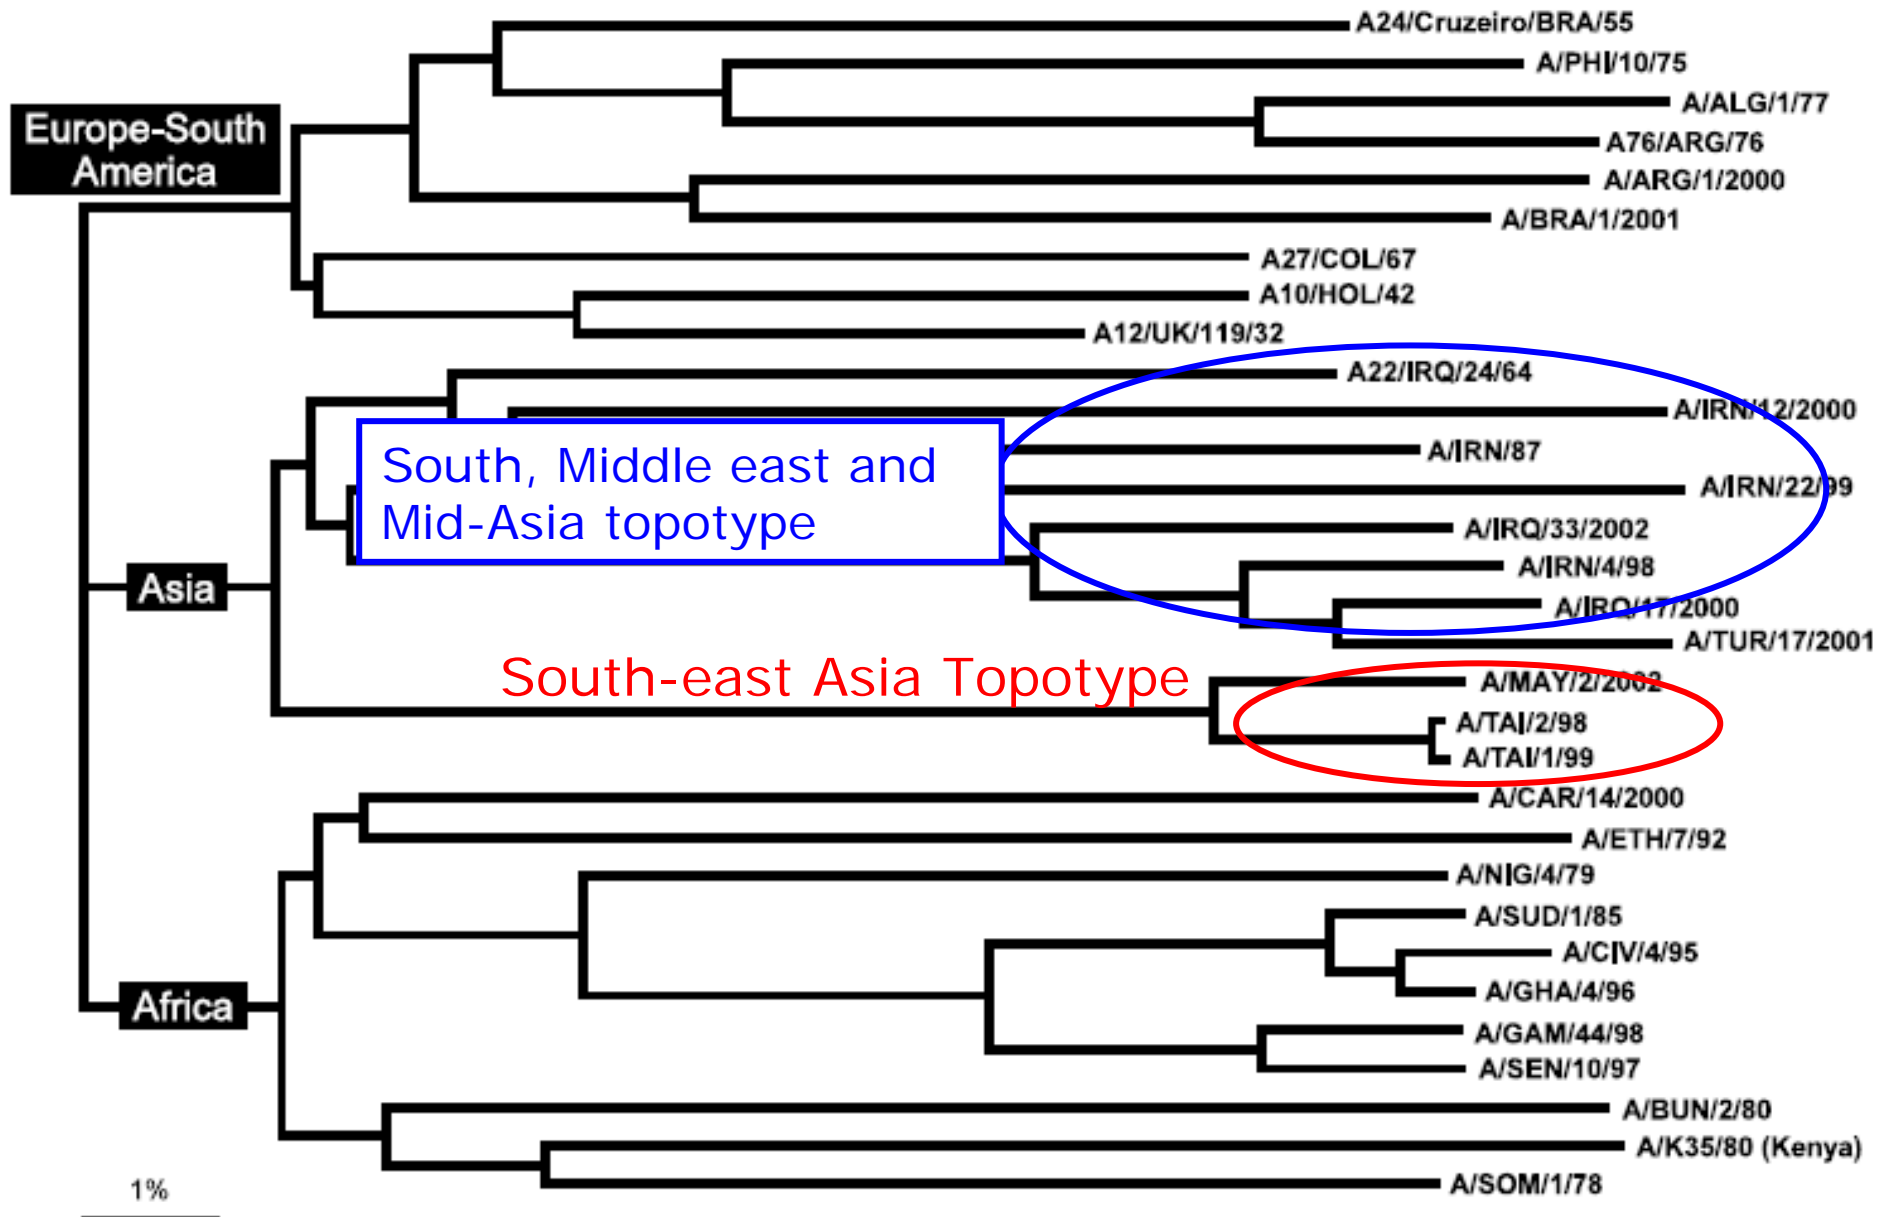 A24/Cruzeiro/BRA/55
A/PHI/10/75
A/ALG/1/77
Europe-South
America
A76/ARG/76
A/ARG/1/2000
A/BRA/1/2001
A27/COL/67
A10/HOL/42
A12/UK/119/32
A22/IRQ/24/64
A/IRN/12/2000
South, Middle east and
Mid-Asia topotype
A/IRN/87
A/IRN/22/99
A/IRQ/33/2002
A/IRN/4/98
Asia
A/IRQ/17/2000
A/TUR/17/2001
South-east Asia Topotype
A/MAY/2/2002
A/TAI/2/98
A/TAI/1/99
A/CAR/14/2000
A/ETH/7/92
A/NIG/4/79
A/SUD/1/85
A/CIV/4/95
A/GHA/4/96
Africa
A/GAM/44/98
A/SEN/10/97
A/BUN/2/80
A/K35/80 (Kenya)
A/SOM/1/78
1%